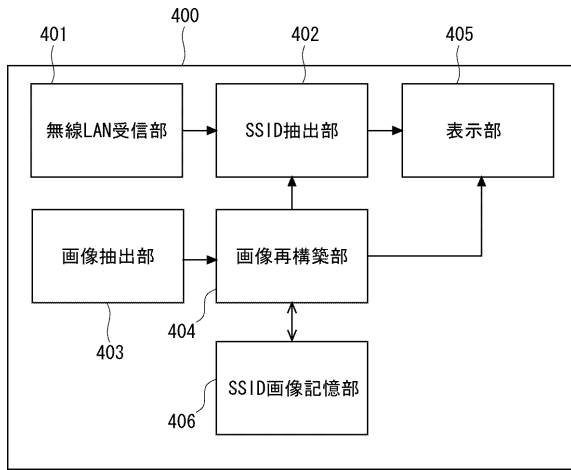 400
401
402
405
無線LAN受信部
SSID抽出部
表示部
画像抽出部
画像再構築部
403
404
SSID画像記憶部
406